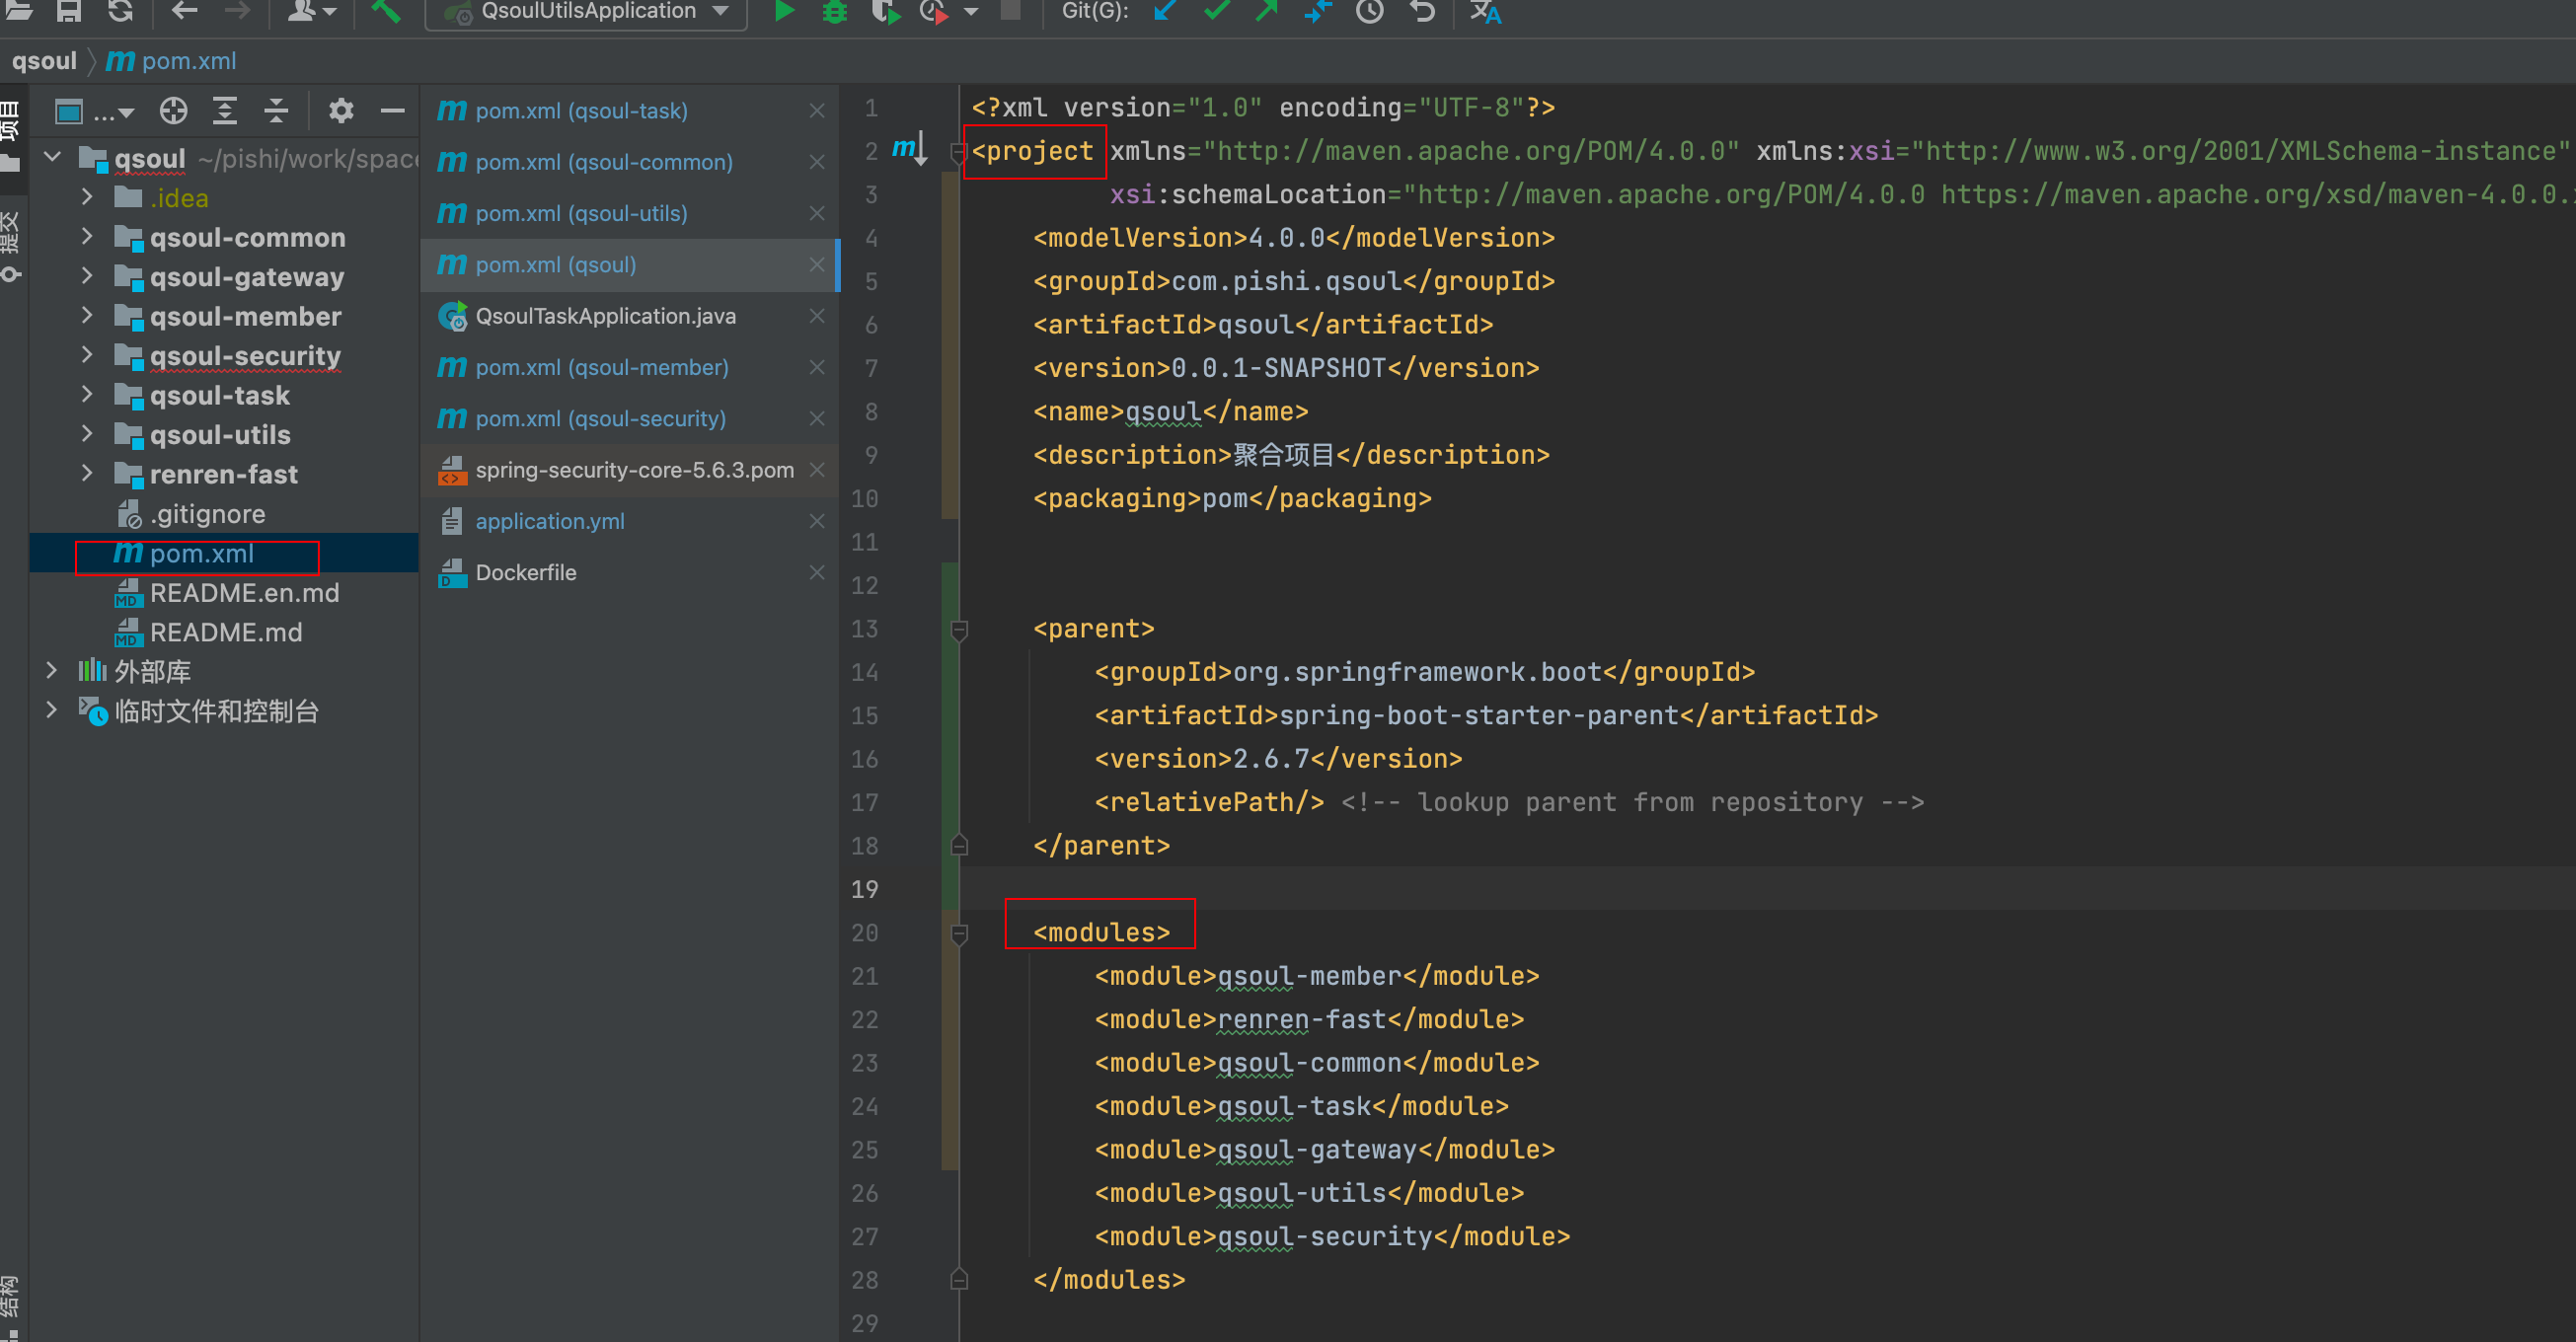 QsoulUtilsApplication
Git(G):
qsoul
pom.xml
项目
提交
结构
qsoul ~/pishi/work/spac
.idea
qsoul-common
qsoul-gateway
qsoul-member
qsoul-security
qsoul-task
qsoul-utils
renren-fast
.gitignore
pom.xml
README.en.md
README.md
外部库
临时文件和控制台
pom.xml (qsoul-task)
pom.xml (qsoul-common)
pom.xml (qsoul-utils)
pom.xml (qsoul)
QsoulTaskApplication.java
pom.xml (qsoul-member)
pom.xml (qsoul-security)
spring-security-core-5.6.3.pom
application.yml
Dockerfile
1 <?xml version="1.0" encoding="UTF-8"?>
2 <project xmlns="http://maven.apache.org/POM/4.0.0" xmlns:xsi="http://www.w3.org/2001/XMLSchema-instance"
3 xsi:schemaLocation="http://maven.apache.org/POM/4.0.0 https://maven.apache.org/xsd/maven-4.0.0.
4 <modelVersion>4.0.0</modelVersion>
5 <groupId>com.pishi.qsoul</groupId>
6 <artifactId>qsoul</artifactId>
7 <version>0.0.1-SNAPSHOT</version>
8 <name>qsoul</name>
9 <description>聚合项目</description>
10 <packaging>pom</packaging>
11
12
13 <parent>
14 <groupId>org.springframework.boot</groupId>
15 <artifactId>spring-boot-starter-parent</artifactId>
16 <version>2.6.7</version>
17 <relativePath/> <!-- lookup parent from repository -->
18 </parent>
19
20 <modules>
21 <module>qsoul-member</module>
22 <module>renren-fast</module>
23 <module>qsoul-common</module>
24 <module>qsoul-task</module>
25 <module>qsoul-gateway</module>
26 <module>qsoul-utils</module>
27 <module>qsoul-security</module>
28 </modules>
29